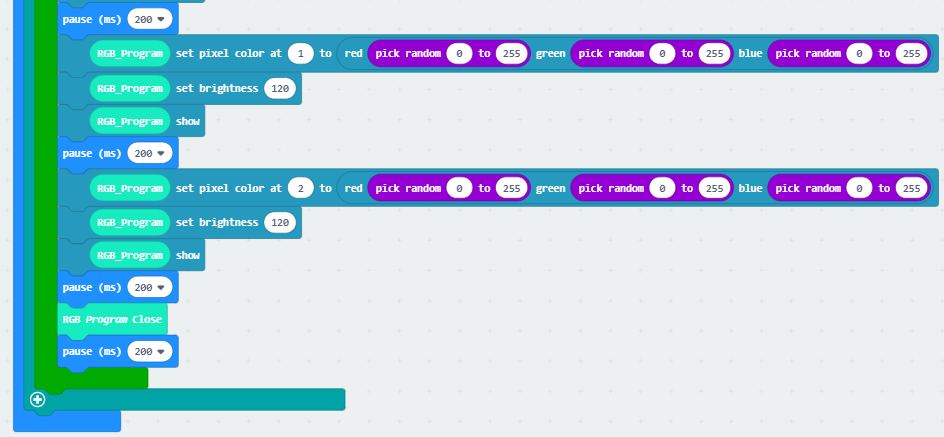 pause (ms) 200
RGB_Program set pixel color at 1 to red pick random 0 to 255 green pick random 0 to 255 blue pick random 0 to 255
RGB_Program set brightness 120
RGB_Program show
pause (ms) 200
RGB_Program set pixel color at 2 to red pick random 0 to 255 green pick random 0 to 255 blue pick random 0 to 255
RGB_Program set brightness 120
RGB_Program show
pause (ms) 200
RGB Program Close
pause (ms) 200